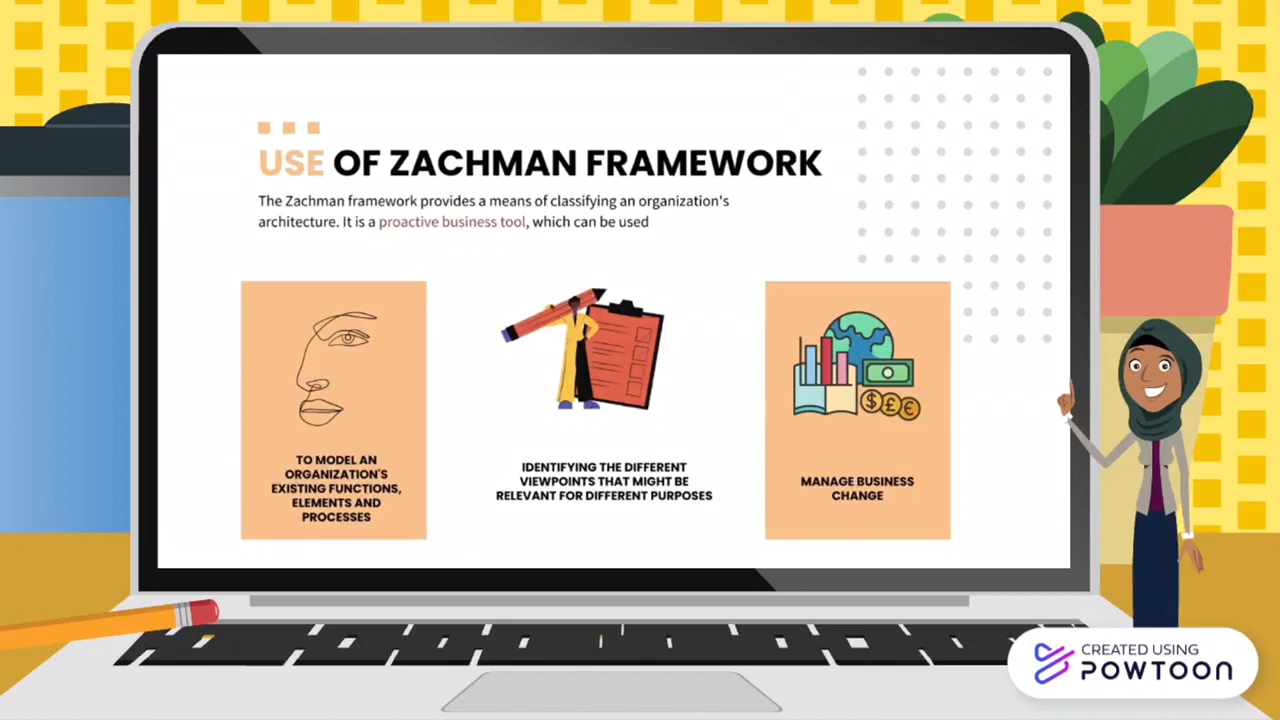 USE OF ZACHMAN FRAMEWORK
The Zachman framework provides a means of classifying an organization's
architecture. It is a proactive business tool, which can be used
TO MODEL AN
ORGANIZATION'S
EXISTING FUNCTIONS,
ELEMENTS AND
PROCESSES
IDENTIFYING THE DIFFERENT
VIEWPOINTS THAT MIGHT BE
RELEVANT FOR DIFFERENT PURPOSES
MANAGE BUSINESS
CHANGE
CREATED USING
POWTOON